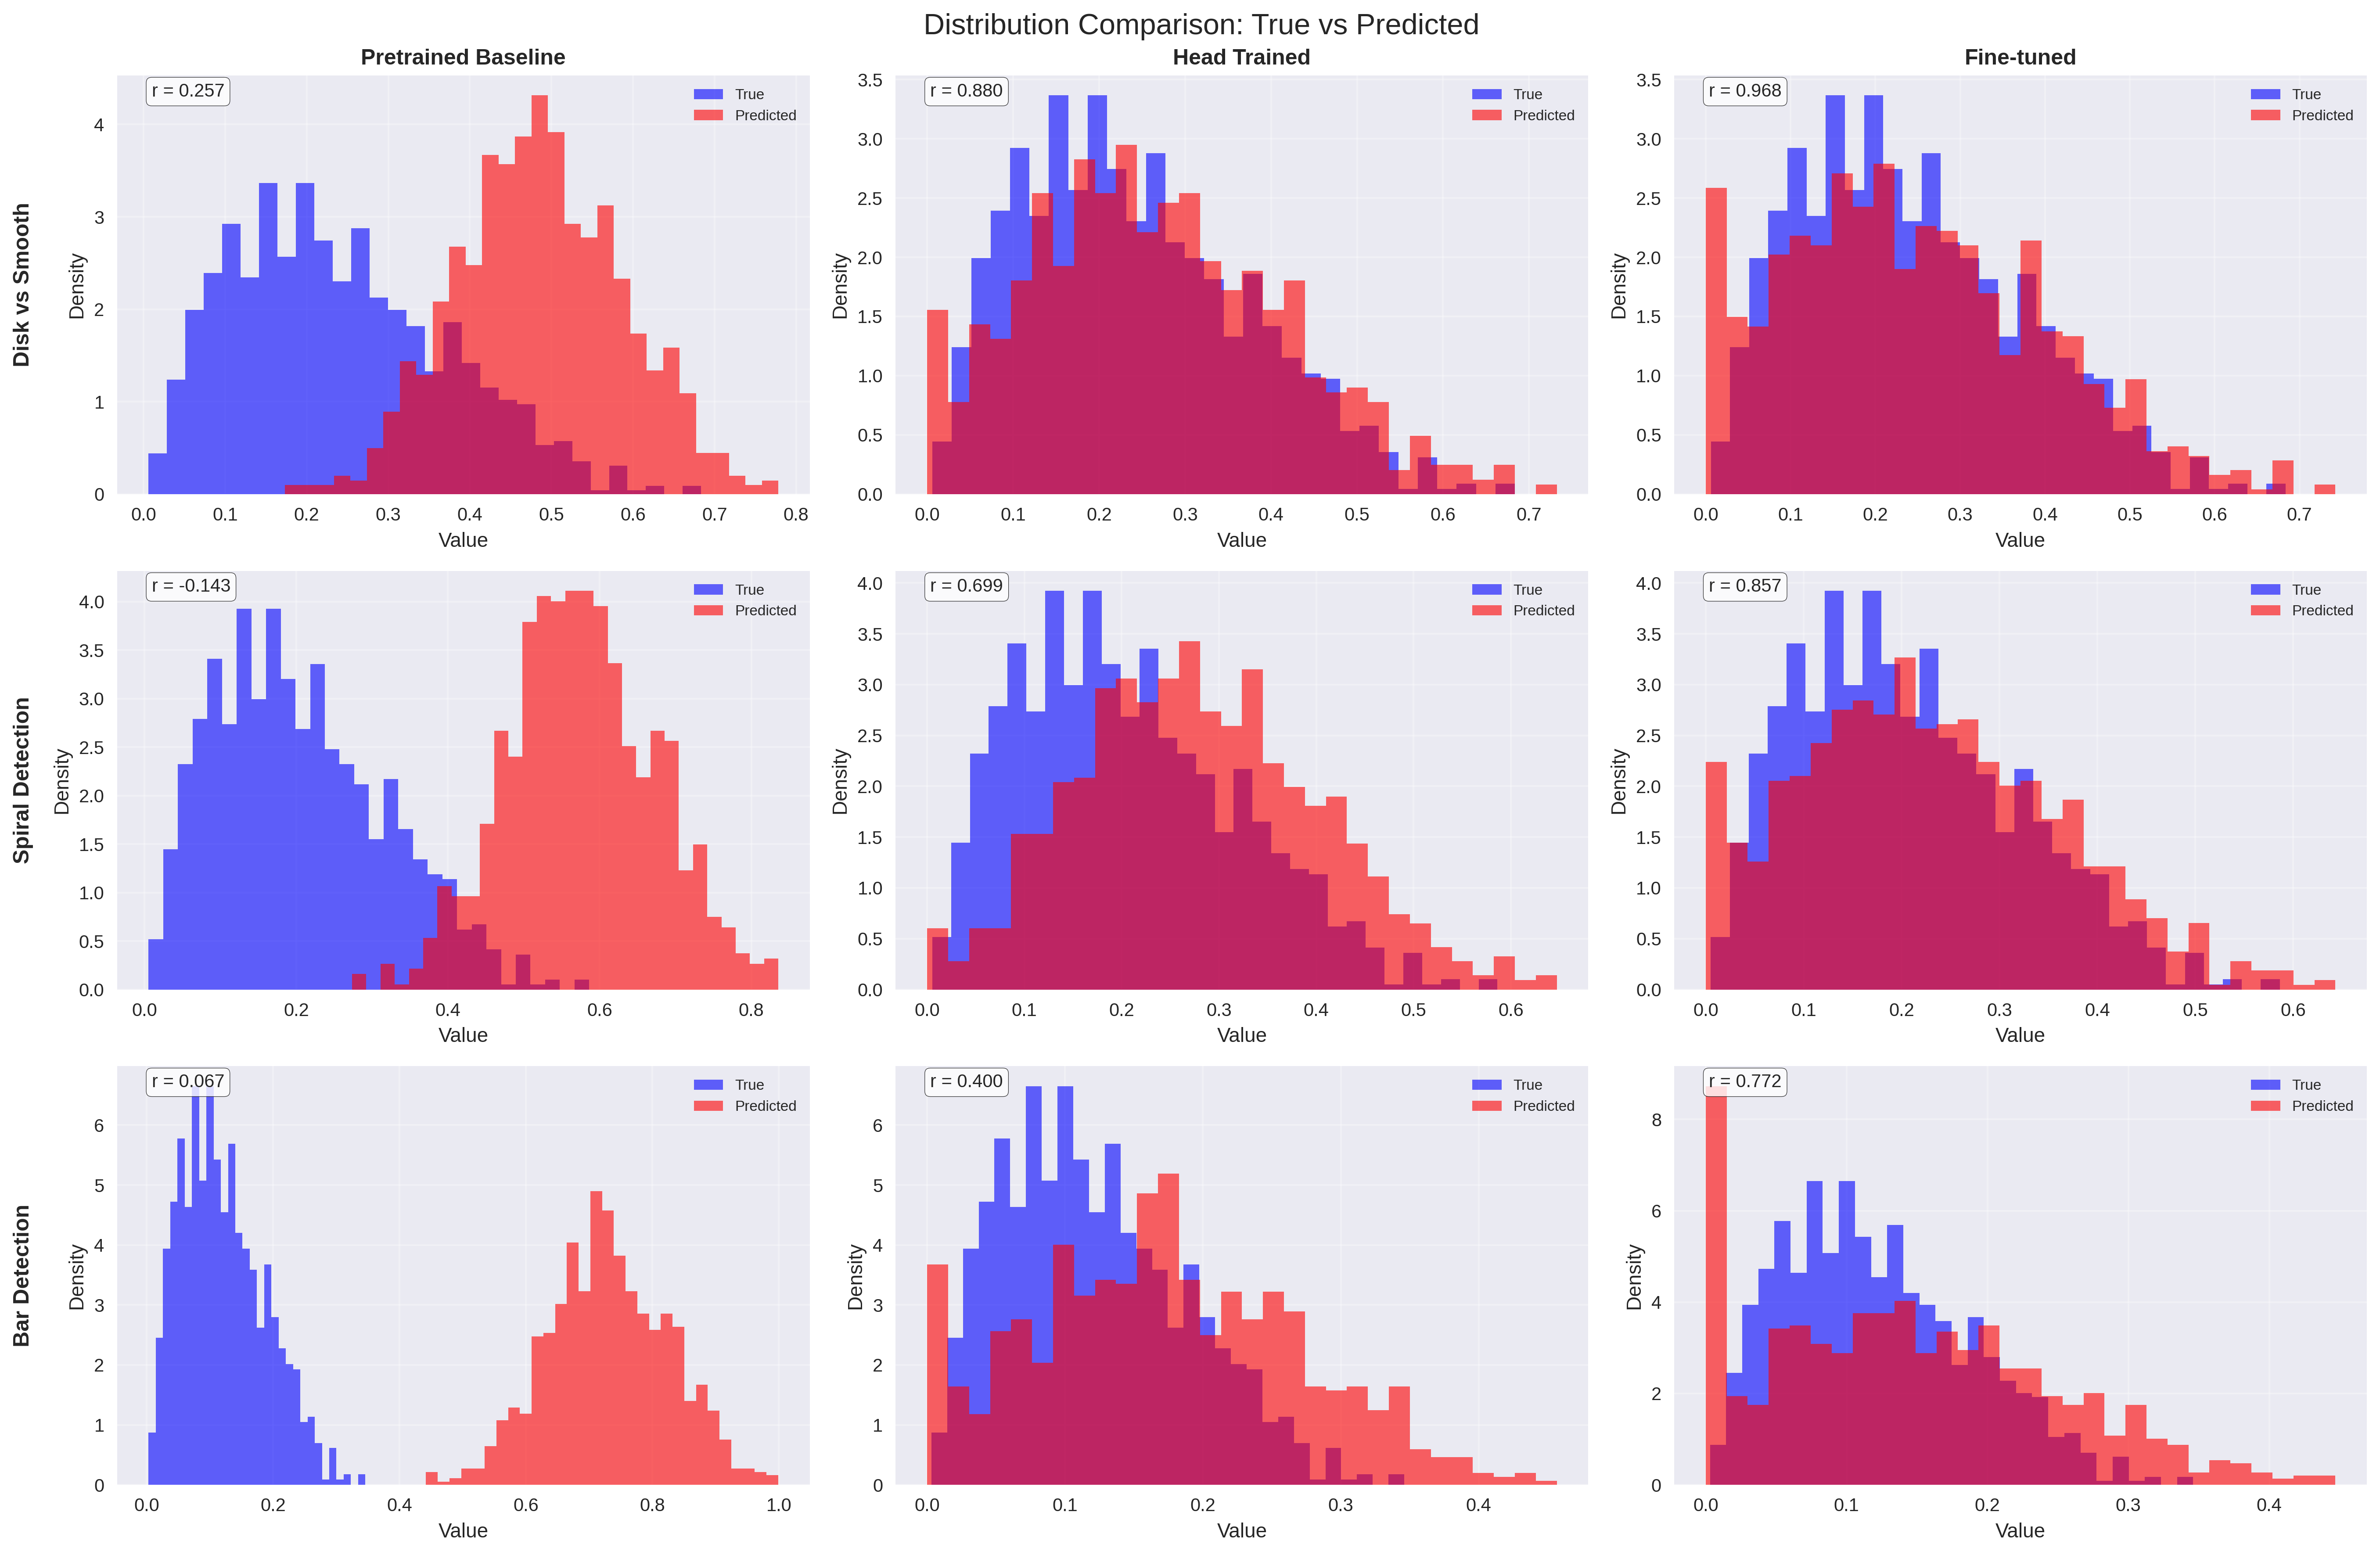 Distribution Comparison: True vs Predicted
Pretrained Baseline
Head Trained
Fine-tuned
Disk vs Smooth
Density
4
3
2
1
0
r = 0.257
True
Predicted
0.0 0.1 0.2 0.3 0.4 0.5 0.6 0.7 0.8
Value
Density
3.5
3.0
2.5
2.0
1.5
1.0
0.5
0.0
r = 0.880
True
Predicted
0.0 0.1 0.2 0.3 0.4 0.5 0.6 0.7
Value
Density
3.5
3.0
2.5
2.0
1.5
1.0
0.5
0.0
r = 0.968
True
Predicted
0.0 0.1 0.2 0.3 0.4 0.5 0.6 0.7
Value
Spiral Detection
Density
4.0
3.5
3.0
2.5
2.0
1.5
1.0
0.5
0.0
r = -0.143
True
Predicted
0.0 0.2 0.4 0.6 0.8
Value
Density
4.0
3.5
3.0
2.5
2.0
1.5
1.0
0.5
0.0
r = 0.699
True
Predicted
0.0 0.1 0.2 0.3 0.4 0.5 0.6
Value
Density
4.0
3.5
3.0
2.5
2.0
1.5
1.0
0.5
0.0
r = 0.857
True
Predicted
0.0 0.1 0.2 0.3 0.4 0.5 0.6
Value
Bar Detection
Density
6
5
4
3
2
1
0
r = 0.067
True
Predicted
0.0 0.2 0.4 0.6 0.8 1.0
Value
Density
6
5
4
3
2
1
0
r = 0.400
True
Predicted
0.0 0.1 0.2 0.3 0.4
Value
Density
8
6
4
2
0
r = 0.772
True
Predicted
0.0 0.1 0.2 0.3 0.4
Value